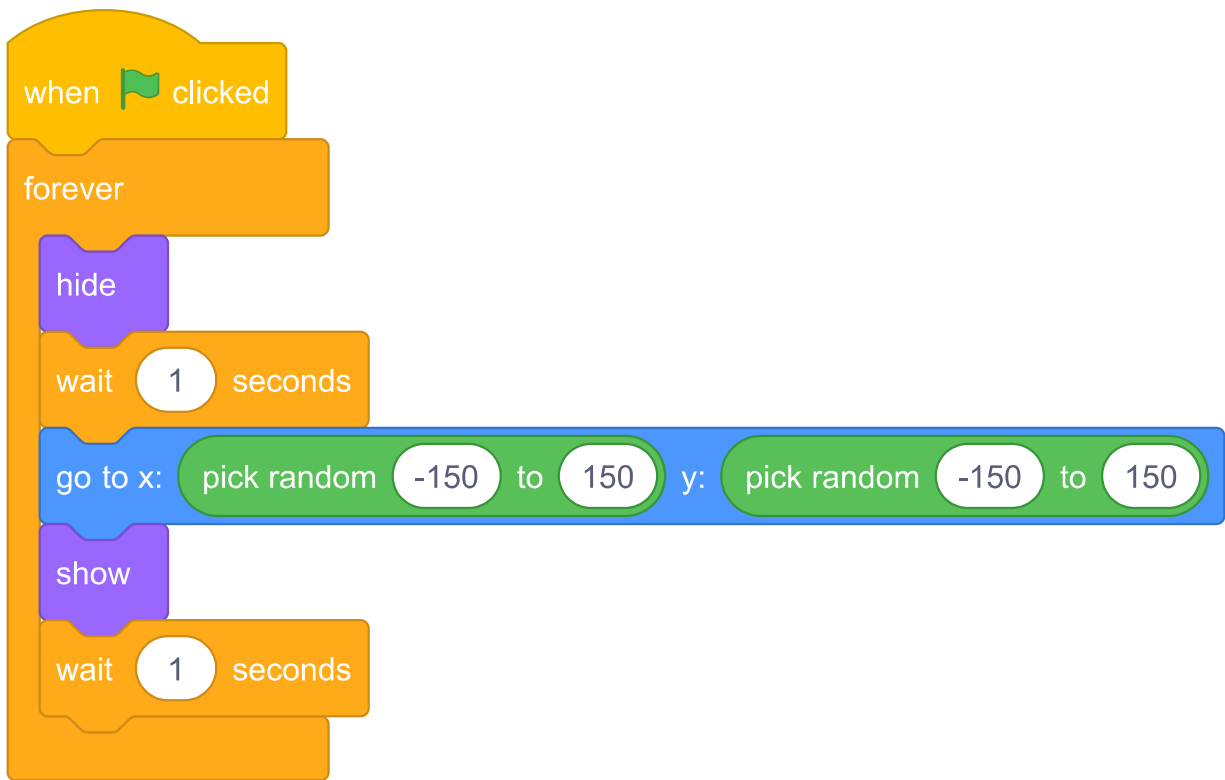 when clicked
forever
hide
wait 1 seconds
go to x: pick random -150 to 150 y: pick random -150 to 150
show
wait 1 seconds